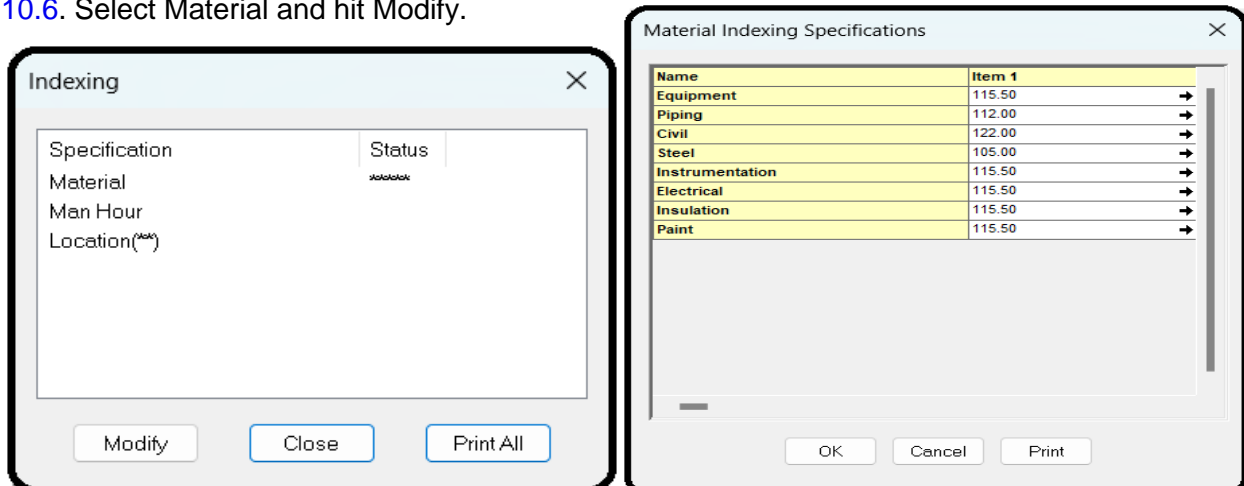 10.6. Select Material and hit Modify.
Indexing
Specification Status
Material ******
Man Hour
Location(**)
Modify Close Print All
Material Indexing Specifications
Name Item 1
Equipment 115.50
Piping 112.00
Civil 122.00
Steel 105.00
Instrumentation 115.50
Electrical 115.50
Insulation 115.50
Paint 115.50
OK Cancel Print